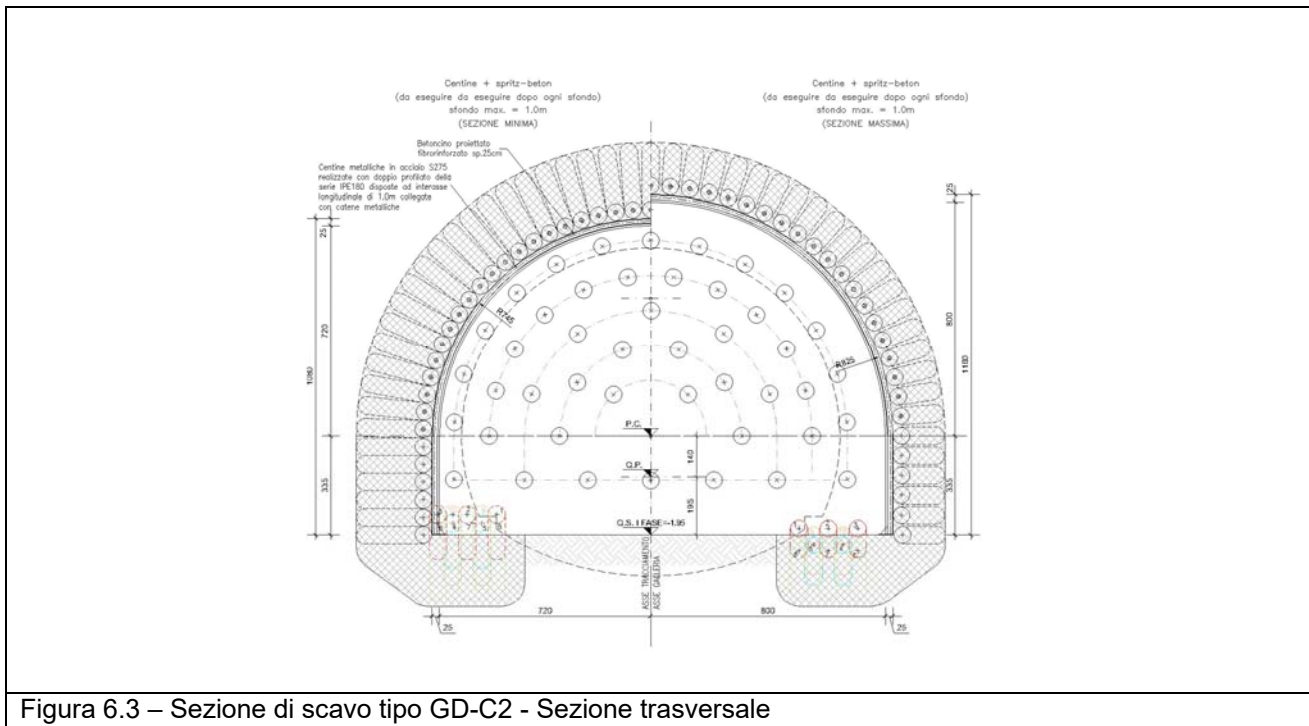 Centine + spritz-beton
(da eseguire da eseguire dopo ogni sfondo)
sfondo max. = 1.0m
(SEZIONE MINIMA)
Centine + spritz-beton
(da eseguire da eseguire dopo ogni sfondo)
sfondo max. = 1.0m
(SEZIONE MASSIMA)
Betoncino proiettato
fibrorinforzato sp.25cm
Centine metalliche in acciaio S275
realizzate con doppio profilato della
serie IPE180 disposte ad interasse
longitudinale di 1.0m collegate
con catene metalliche
25
720
1080
335
R745
R825
125
800
1160
335
P.C.
140
Q.P.
195
Q.S. I FASE=-1.95
ASSE TRACCIAMENTO
ASSE GALLERIA
720
800
25
25
Figura 6.3 – Sezione di scavo tipo GD-C2 - Sezione trasversale